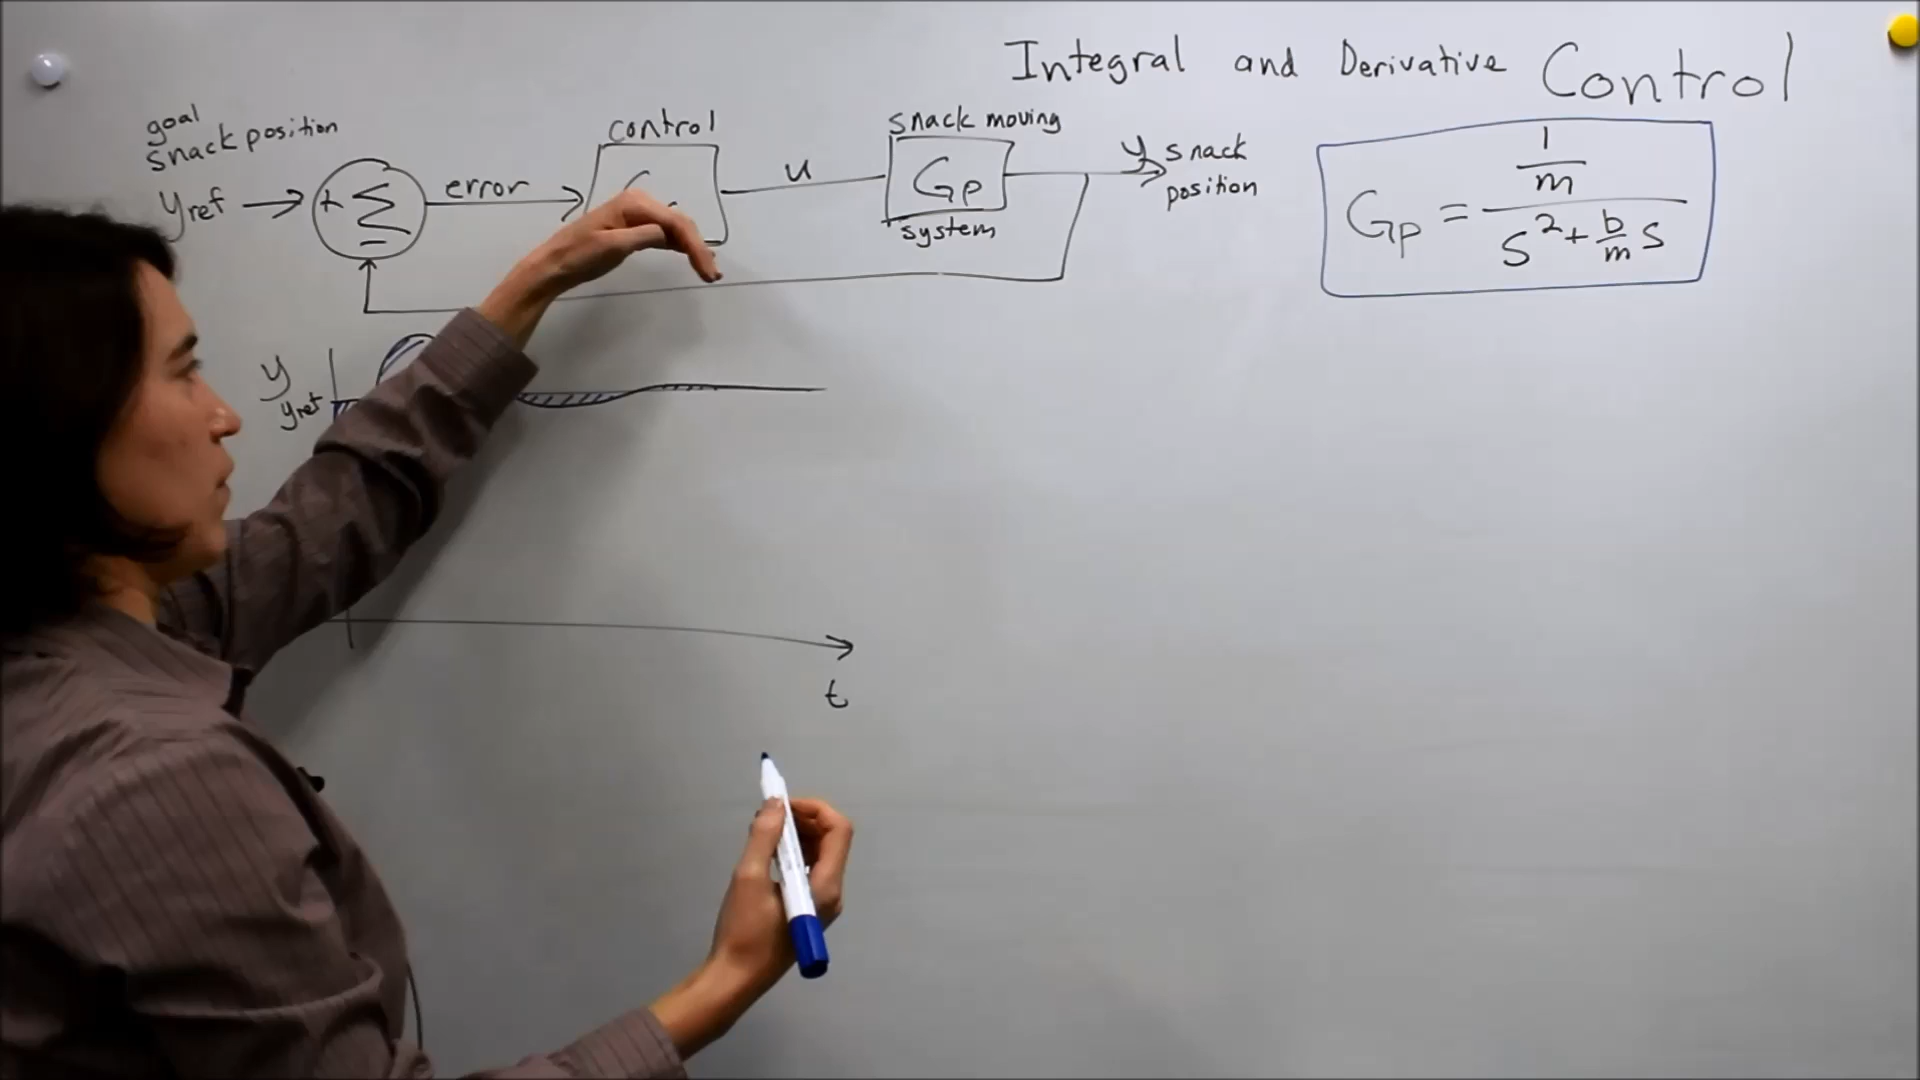 Integral and Derivative Control
goal
snack position
yref
+ Σ
−
error
control
u
snack moving
Gp
system
y snack
position
Gp = 1/m / s² + b/m s
y
yref
t